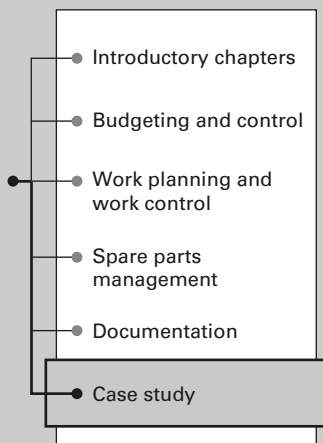 Introductory chapters
Budgeting and control
Work planning and
work control
Spare parts
management
Documentation
Case study